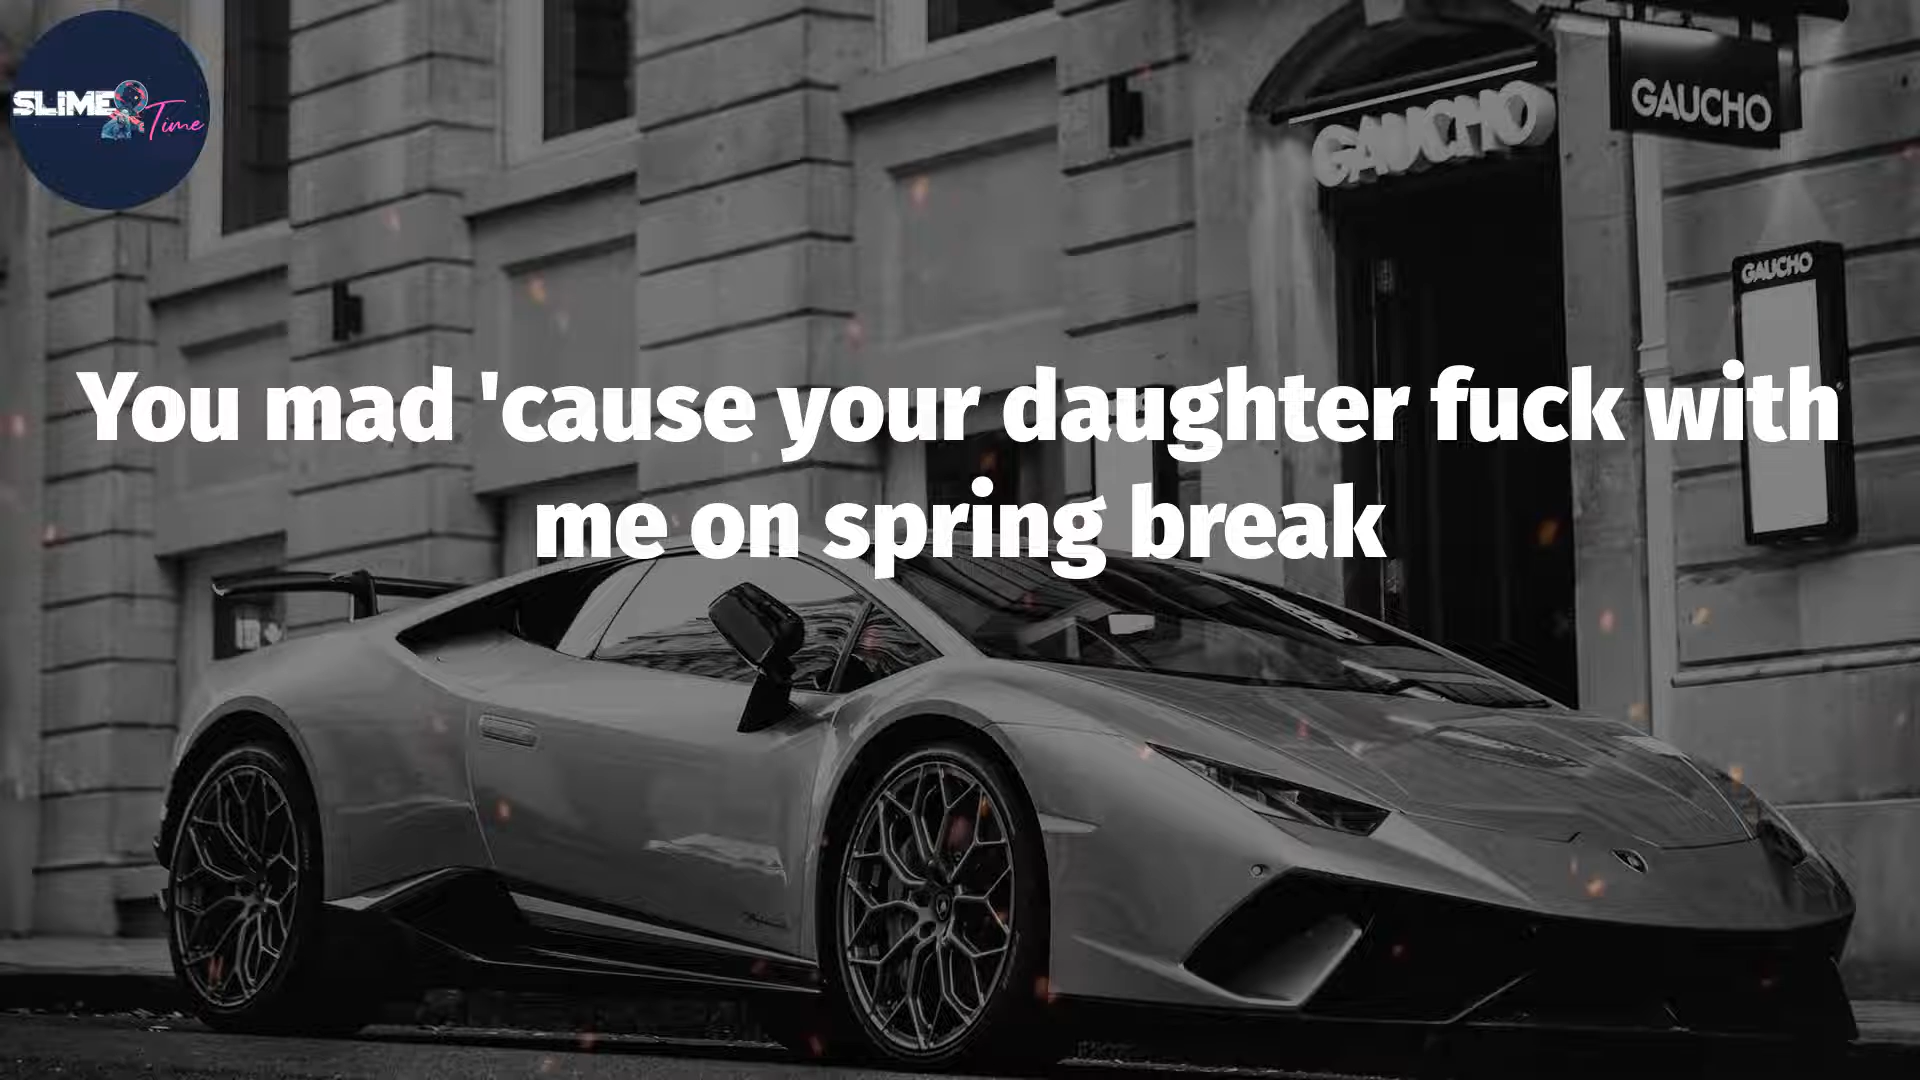 SLIME
Time
GAUCHO
GAUCHO
GAUCHO
You mad 'cause your daughter fuck with
me on spring break